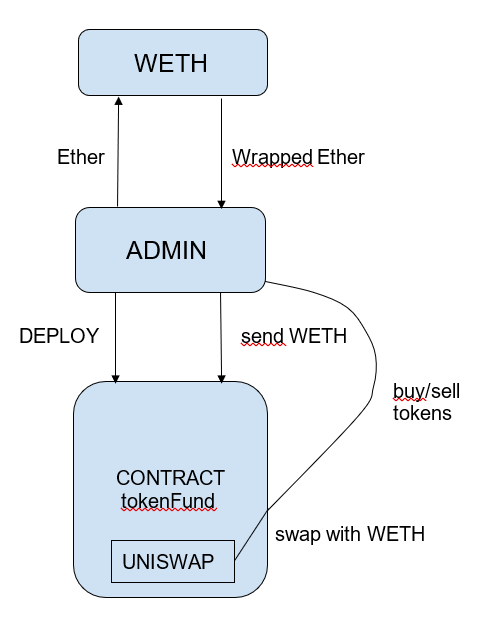 WETH
Ether
Wrapped Ether
ADMIN
DEPLOY
send WETH
buy/sell
tokens
CONTRACT
tokenFund
swap with WETH
UNISWAP